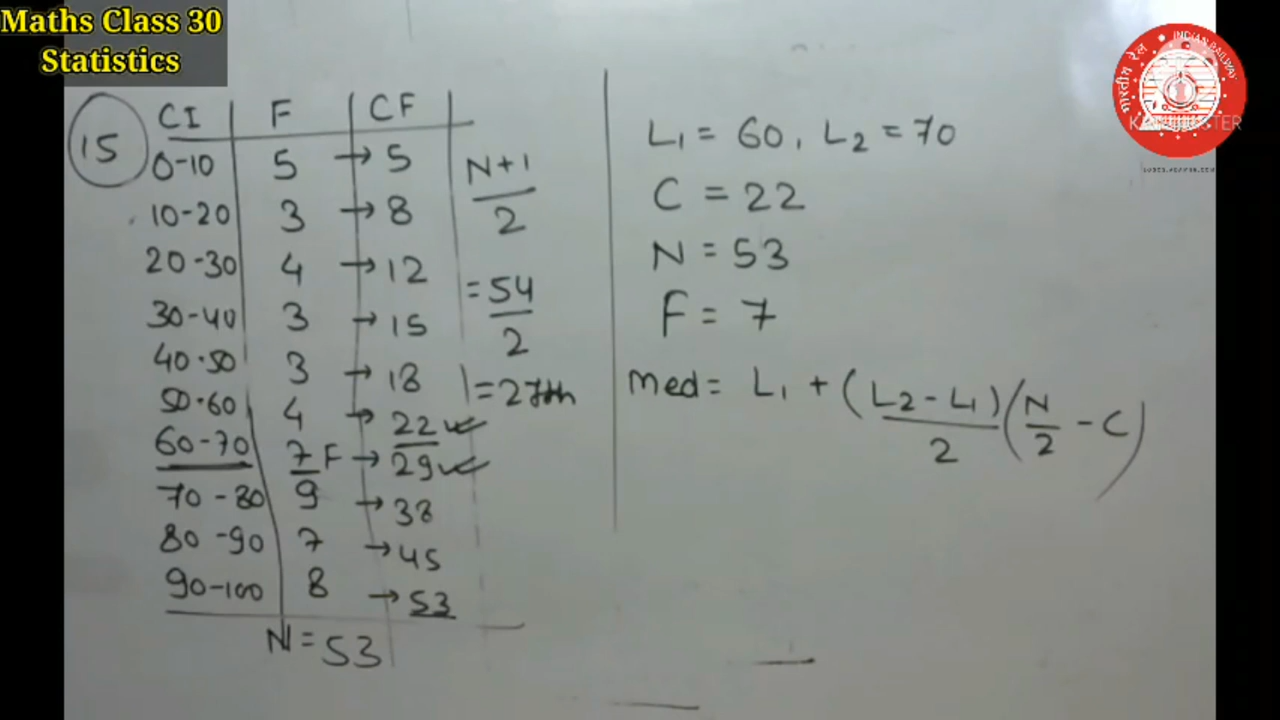 Maths Class 30
Statistics
INDIAN RAILWAY
भारतीय रेल
15
CI F CF
0-10 5 → 5
10-20 3 → 8
20-30 4 → 12
30-40 3 → 15
40-50 3 → 18
50-60 4 → 22
60-70 7 F → 29
70-80 9 → 38
80-90 7 → 45
90-100 8 → 53
N = 53
N+1
2
= 54
2
= 27th
L1 = 60, L2 = 70
C = 22
N = 53
F = 7
Med = L1 + (L2 - L1)/2 (N/2 - C)